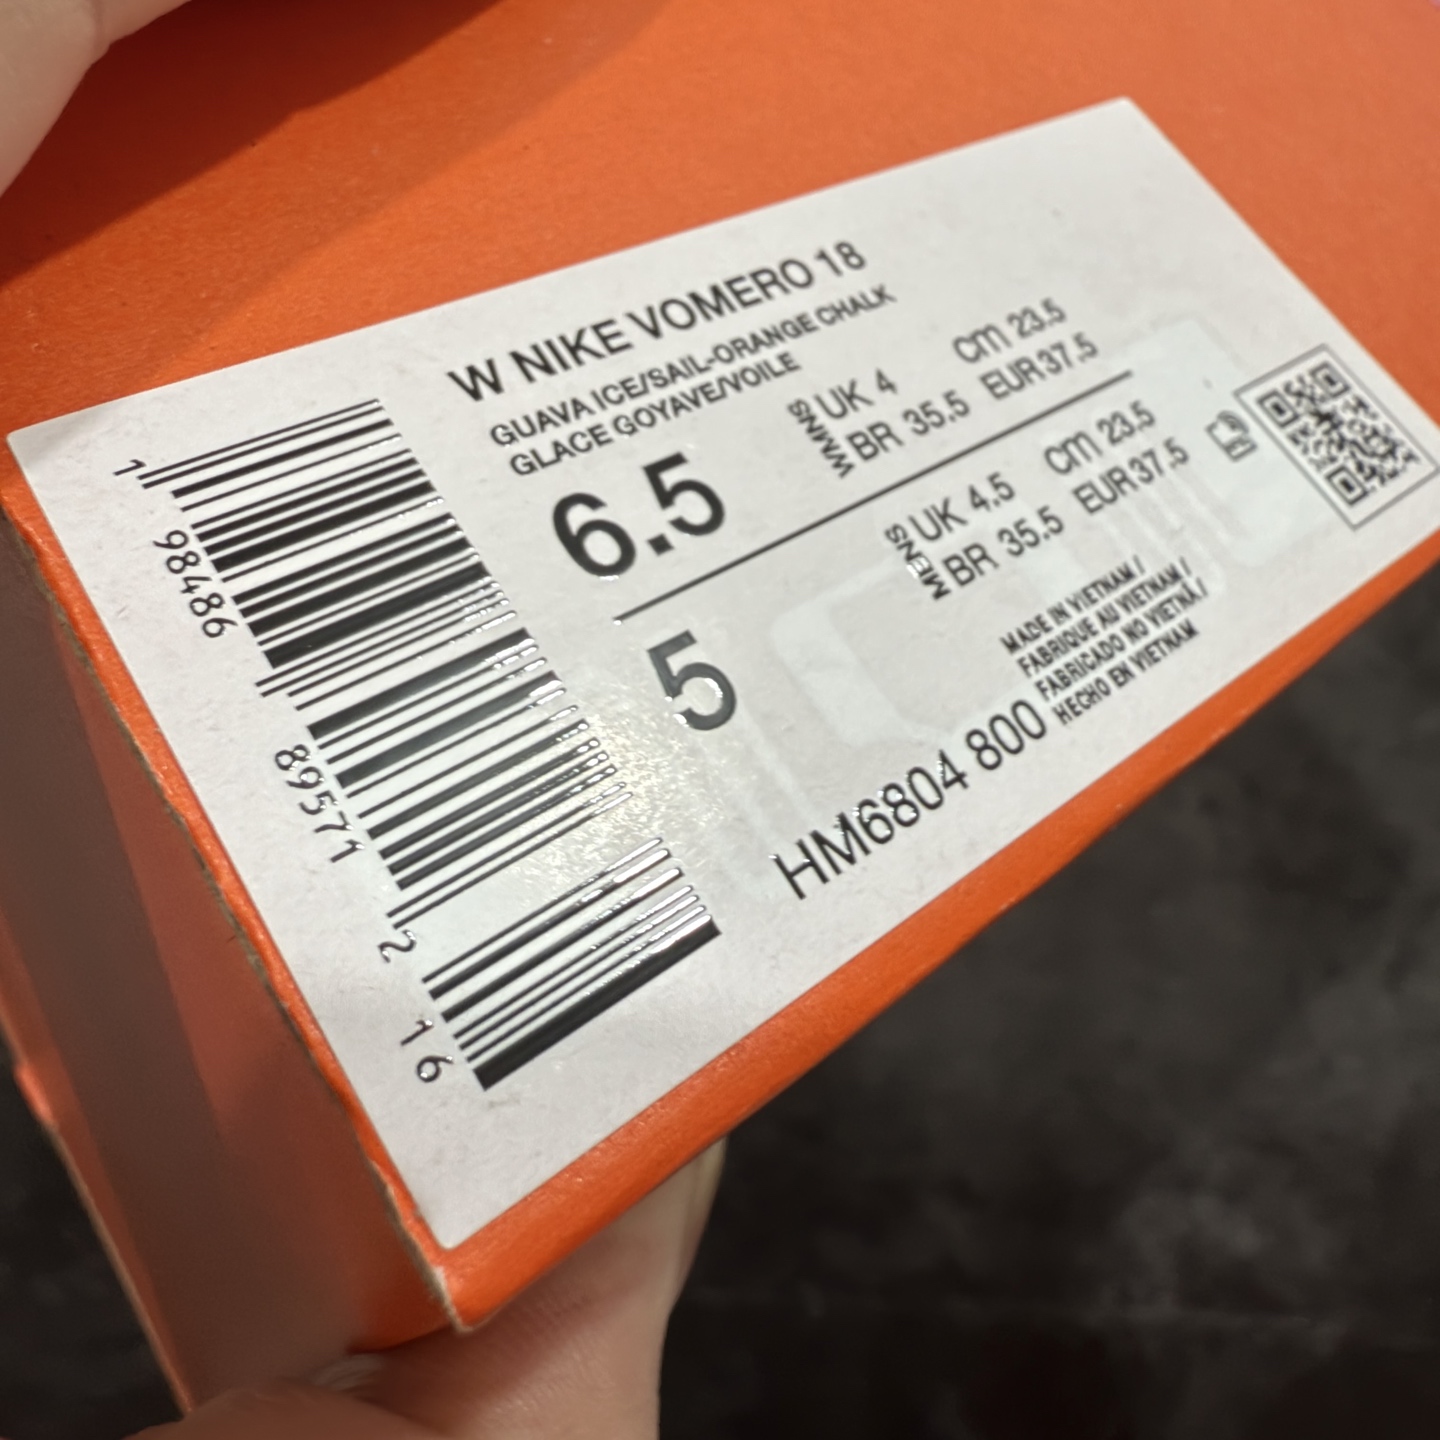 W NIKE VOMERO 18
GUAVA ICE/SAIL-ORANGE CHALK
GLACE GOYAVE/VOILE
6.5
WMNS
UK 4 cm 23.5
BR 35.5 EUR 37.5
5
MENS
UK 4.5 cm 23.5
BR 35.5 EUR 37.5
MADE IN VIETNAM /
FABRIQUE AU VIETNAM /
FABRICADO NO VIETNÃ /
HECHO EN VIETNAM
HM6804 800
1 98486 89571 2 16